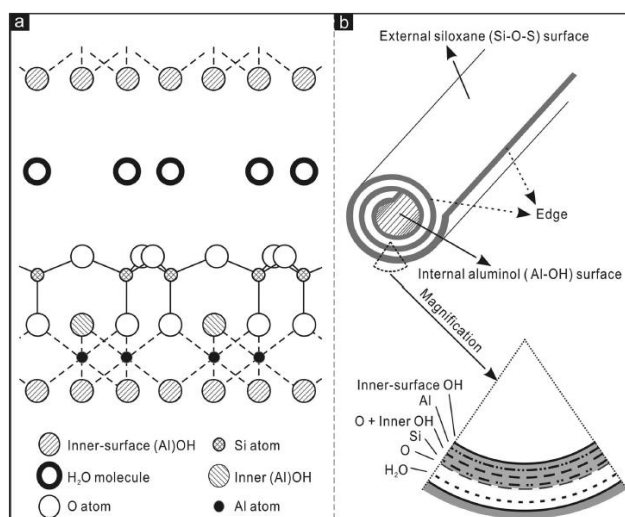 a
Inner-surface (Al)OH
Si atom
H₂O molecule
Inner (Al)OH
O atom
Al atom
b
External siloxane (Si-O-S) surface
Edge
Internal aluminol (Al-OH) surface
Magnification
Inner-surface OH
Al
O + Inner OH
Si
O
H₂O